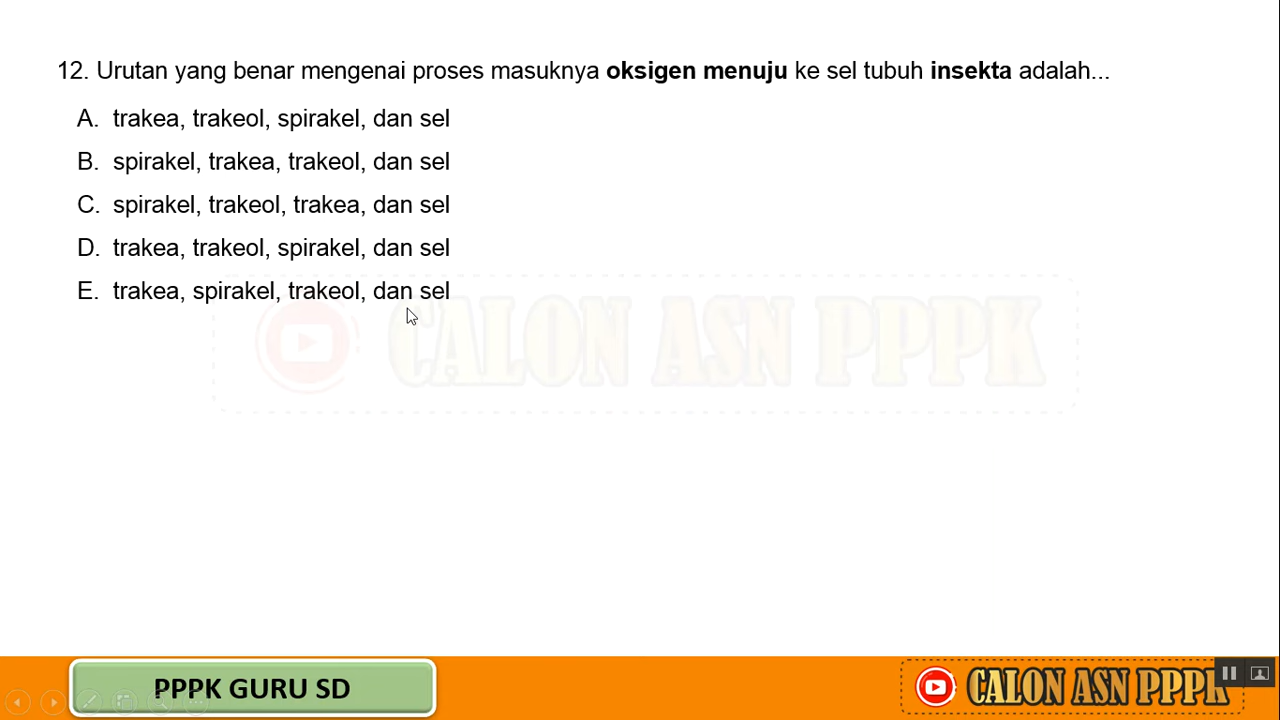 12. Urutan yang benar mengenai proses masuknya oksigen menuju ke sel tubuh insekta adalah...
A. trakea, trakeol, spirakel, dan sel
B. spirakel, trakea, trakeol, dan sel
C. spirakel, trakeol, trakea, dan sel
D. trakea, trakeol, spirakel, dan sel
E. trakea, spirakel, trakeol, dan sel
CALON ASN PPPK
PPPK GURU SD
CALON ASN PPPK